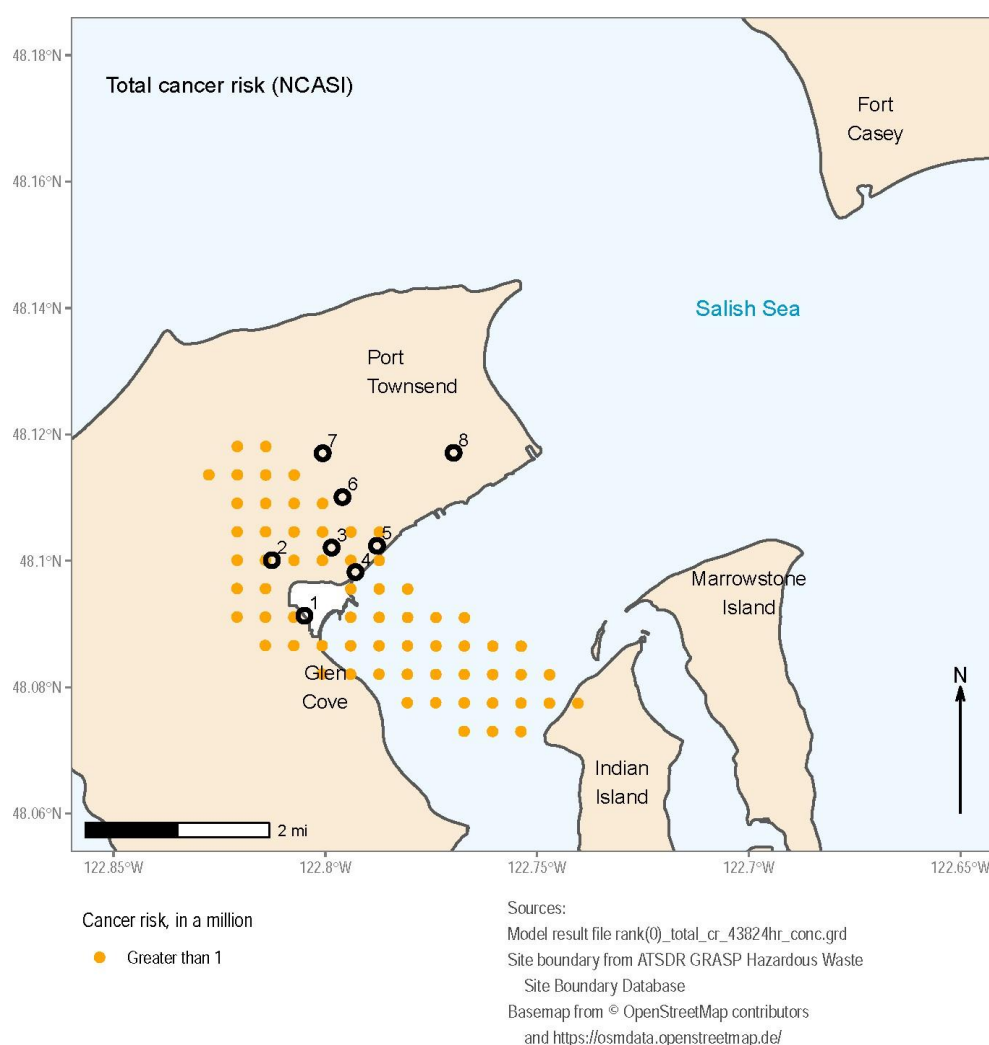 48.18°N
Total cancer risk (NCASI)
Fort
Casey
48.16°N
48.14°N
Salish Sea
Port
Townsend
48.12°N
7
8
6
3
5
2
4
48.1°N
1
Marrowstone
Island
Glen
Cove
48.08°N
N
Indian
Island
48.06°N
2 mi
122.85°W
122.8°W
122.75°W
122.7°W
122.65°W
Cancer risk, in a million
Greater than 1
Sources:
Model result file rank(0)_total_cr_43824hr_conc.grd
Site boundary from ATSDR GRASP Hazardous Waste
Site Boundary Database
Basemap from © OpenStreetMap contributors
and https://osmdata.openstreetmap.de/